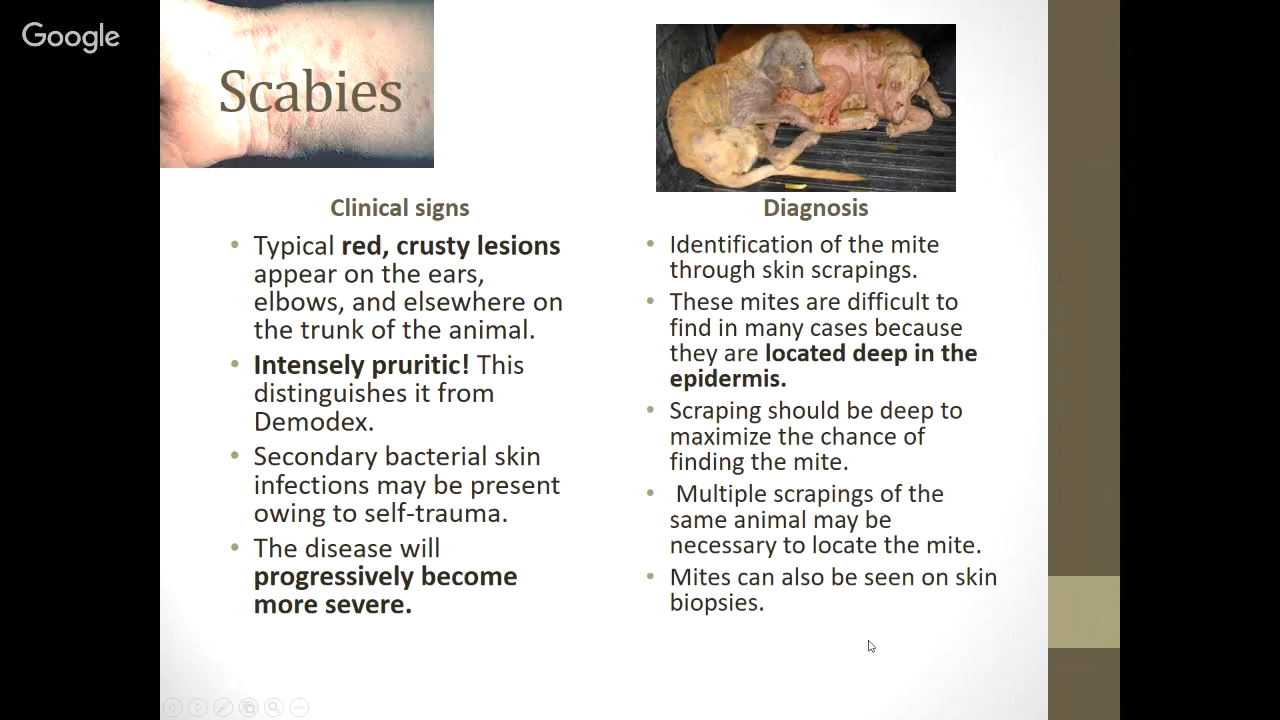 Google
Scabies
Clinical signs
• Typical red, crusty lesions
appear on the ears,
elbows, and elsewhere on
the trunk of the animal.
• Intensely pruritic! This
distinguishes it from
Demodex.
• Secondary bacterial skin
infections may be present
owing to self-trauma.
• The disease will
progressively become
more severe.
Diagnosis
• Identification of the mite
through skin scrapings.
• These mites are difficult to
find in many cases because
they are located deep in the
epidermis.
• Scraping should be deep to
maximize the chance of
finding the mite.
• Multiple scrapings of the
same animal may be
necessary to locate the mite.
• Mites can also be seen on skin
biopsies.